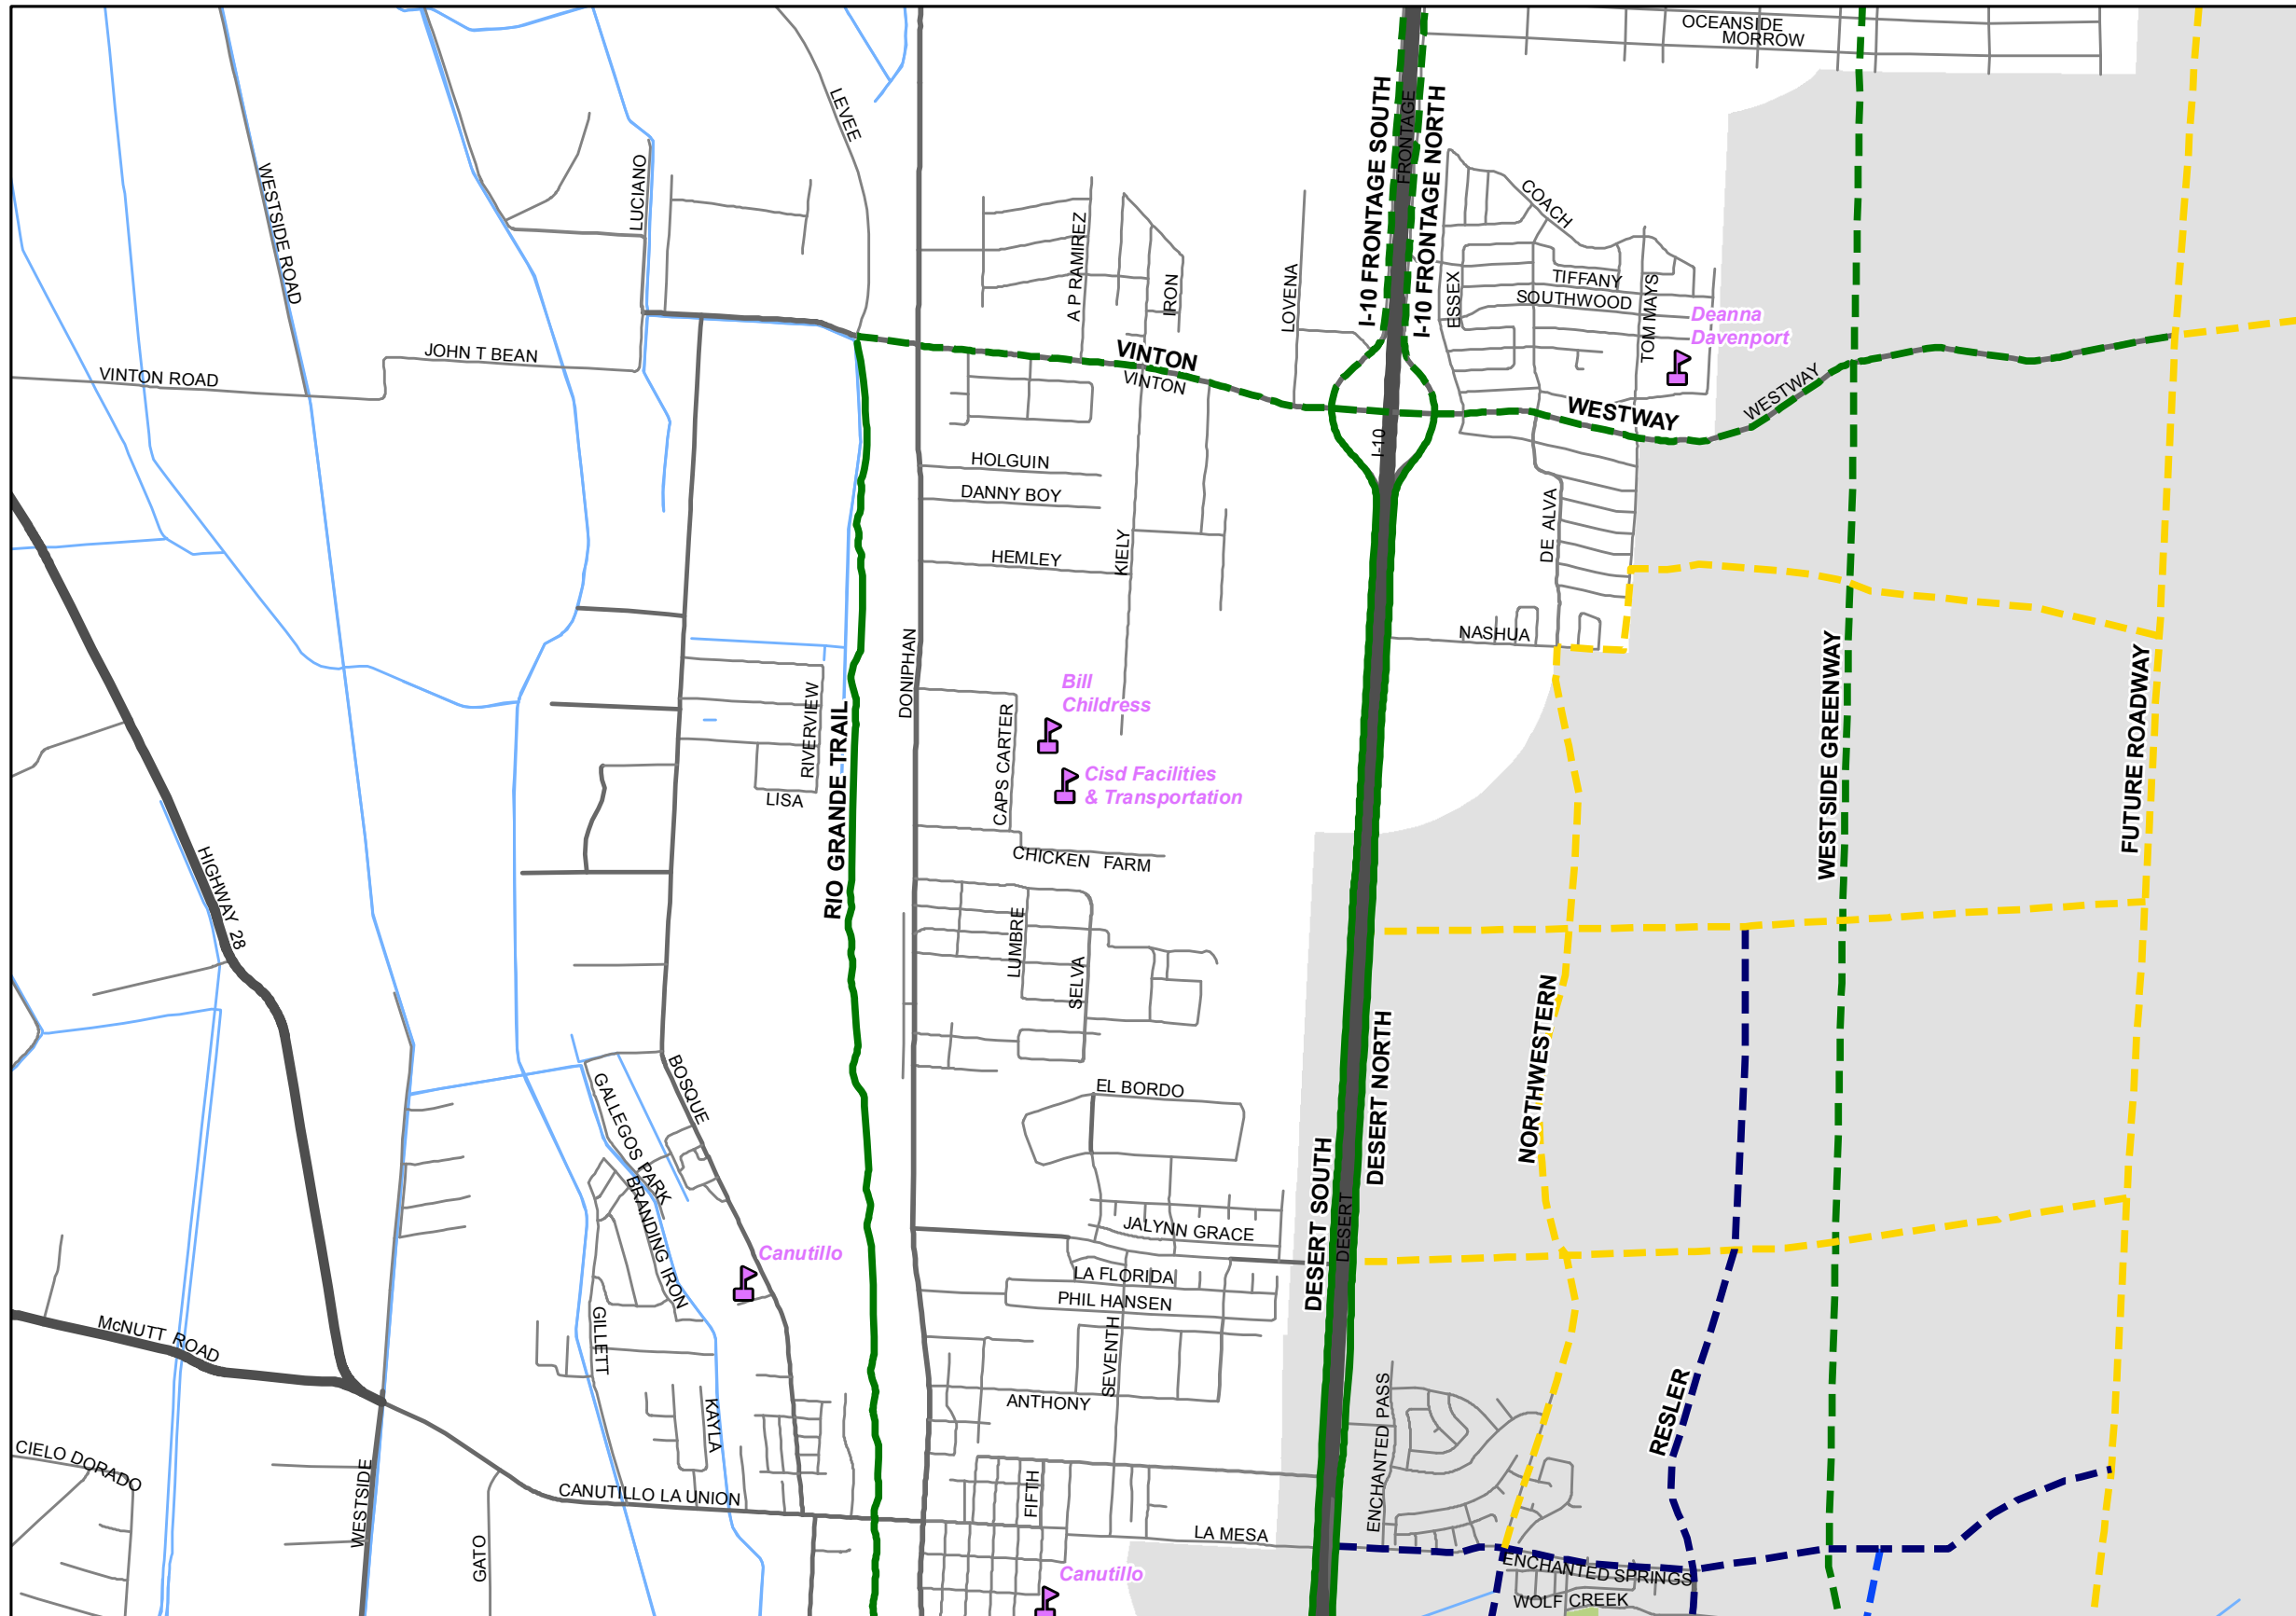 OCEANSIDE
MORROW
LEVEE
I-10 FRONTAGE SOUTH
FRONTAGE
I-10 FRONTAGE NORTH
WESTSIDE ROAD
LUCIANO
A P RAMIREZ
IRON
LOVENA
ESSEX
COACH
TIFFANY
SOUTHWOOD
TOM MAYS
Deanna
Davenport
VINTON ROAD
JOHN T BEAN
VINTON
VINTON
WESTWAY
WESTWAY
I-10
HOLGUIN
DANNY BOY
HEMLEY
KIELY
DE ALVA
NASHUA
DONIPHAN
RIVERVIEW
LISA
RIO GRANDE TRAIL
CAPS CARTER
Bill
Childress
Cisd Facilities
& Transportation
CHICKEN FARM
WESTSIDE GREENWAY
FUTURE ROADWAY
HIGHWAY 28
LUMBRE
SELVA
NORTHWESTERN
DESERT NORTH
DESERT SOUTH
DESERT
BOSQUE
GALLEGOS PARK
BRANDING IRON
EL BORDO
JALYNN GRACE
LA FLORIDA
PHIL HANSEN
Canutillo
McNUTT ROAD
GILLETT
SEVENTH
ANTHONY
KAYLA
ENCHANTED PASS
RESLER
CIELO DORADO
WESTSIDE
GATO
CANUTILLO LA UNION
FIFTH
LA MESA
Canutillo
ENCHANTED SPRINGS
WOLF CREEK